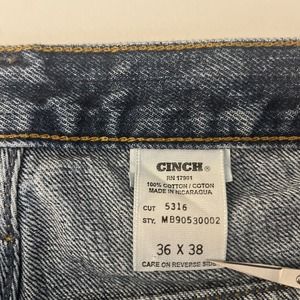 CINCH®
RN 17901
100% COTTON / COTON
MADE IN NICARAGUA
CUT 5316
STY. MB90530002
36 X 38
CARE ON REVERSE SIDE